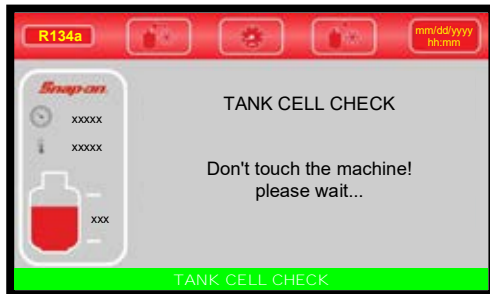 R134a
mm/dd/yyyy
hh:mm
Snap-on
xxxxx
xxxxx
xxx
TANK CELL CHECK
Don't touch the machine!
please wait...
TANK CELL CHECK